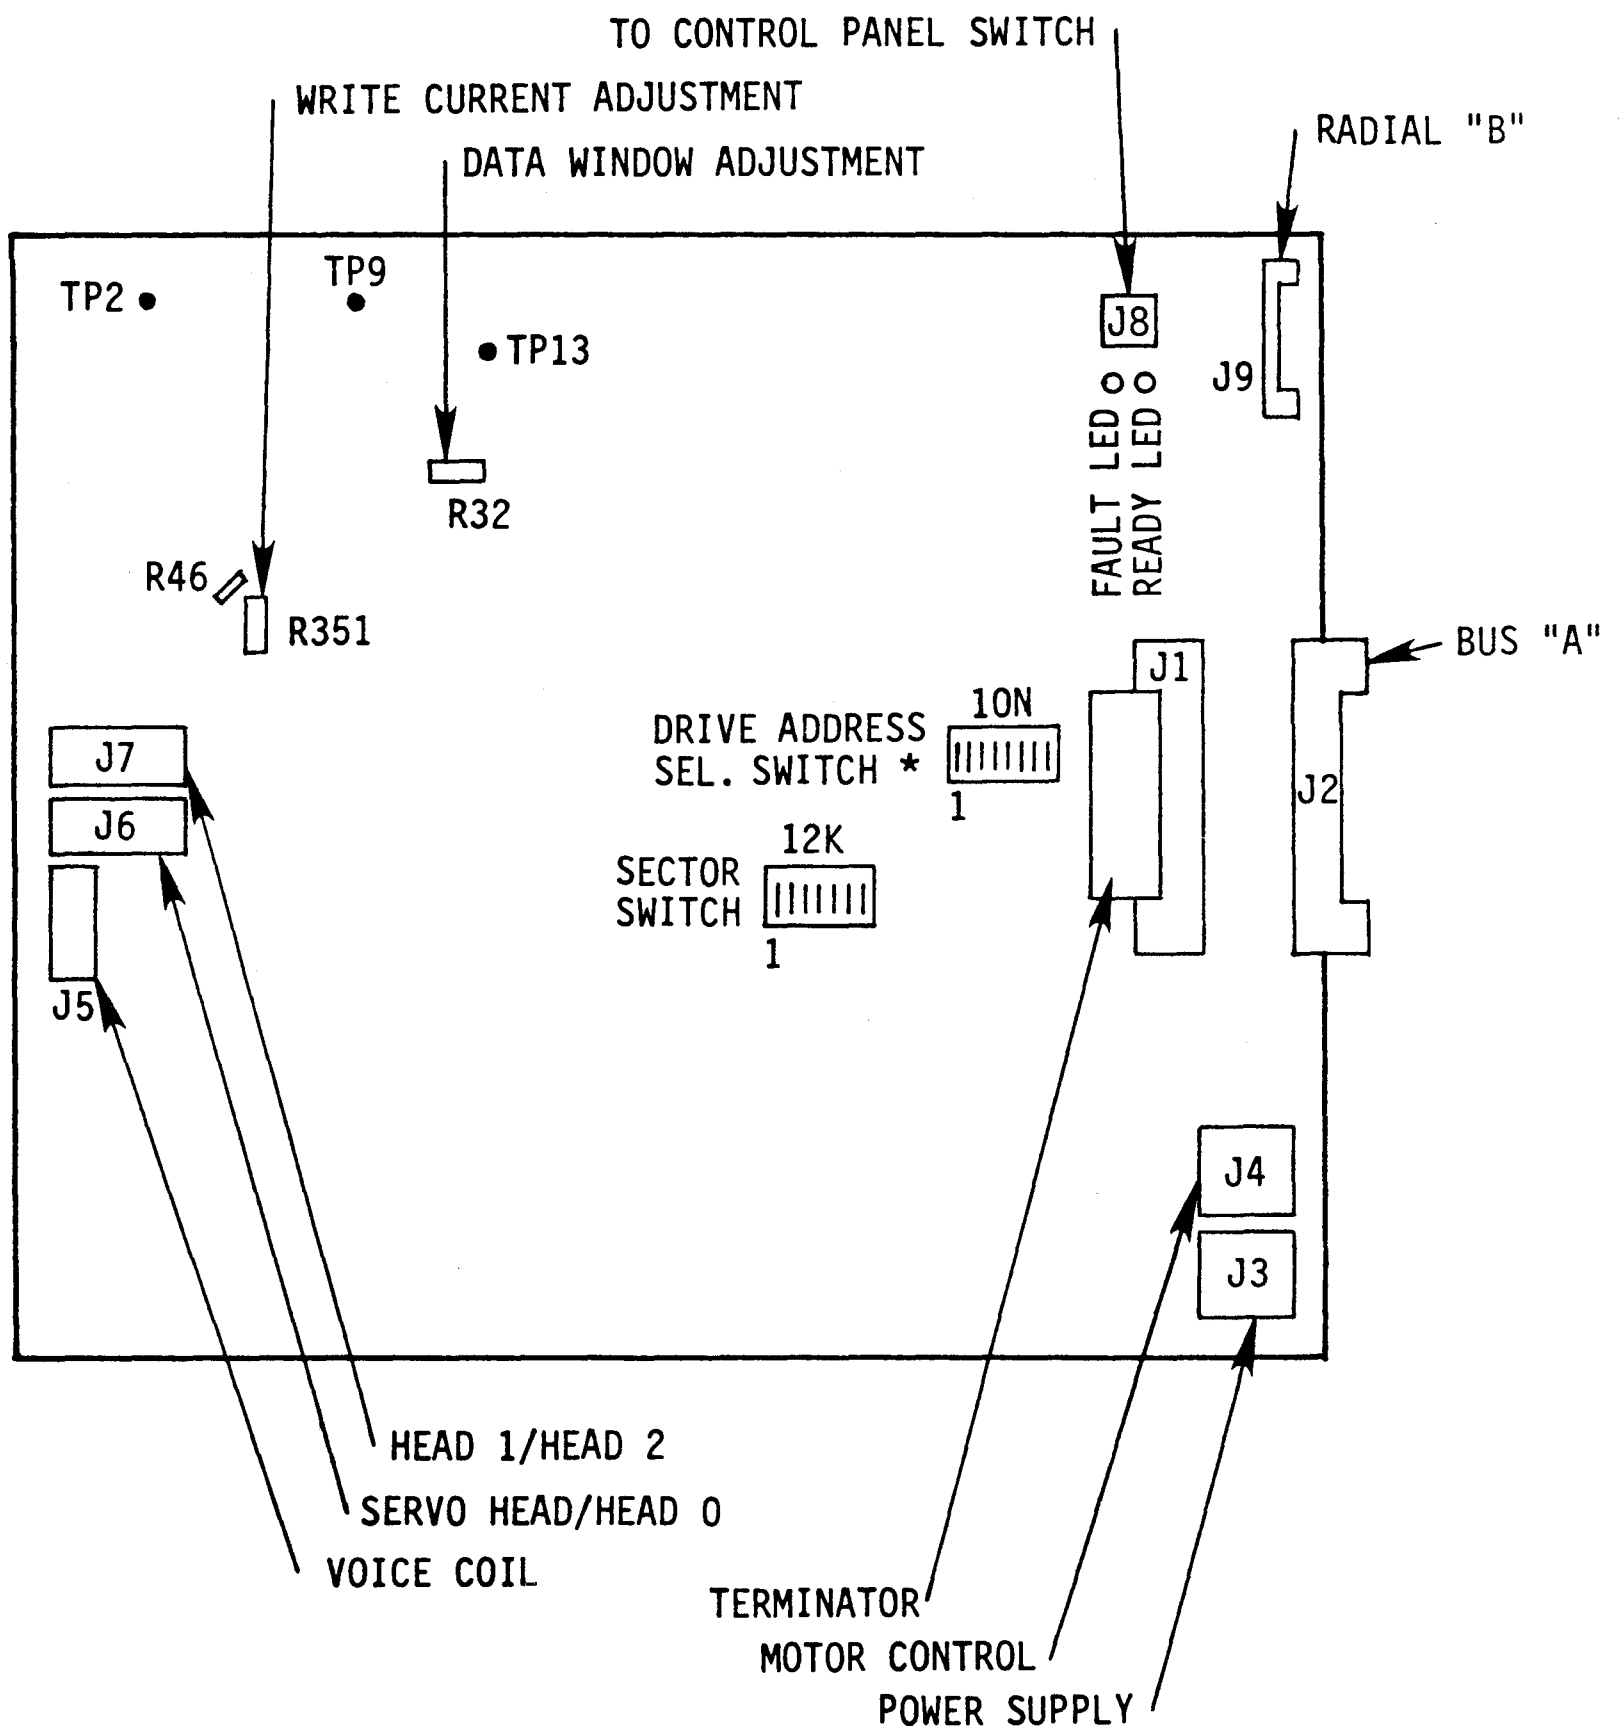 TO CONTROL PANEL SWITCH
WRITE CURRENT ADJUSTMENT
RADIAL "B"
DATA WINDOW ADJUSTMENT
TP9
TP2
TP13
J8
J9
FAULT LED
READY LED
R32
R46
R351
BUS "A"
J1
10N
DRIVE ADDRESS
SEL. SWITCH *
1
J7
J6
J2
12K
SECTOR
SWITCH
1
J5
J4
J3
HEAD 1/HEAD 2
SERVO HEAD/HEAD 0
VOICE COIL
TERMINATOR
MOTOR CONTROL
POWER SUPPLY